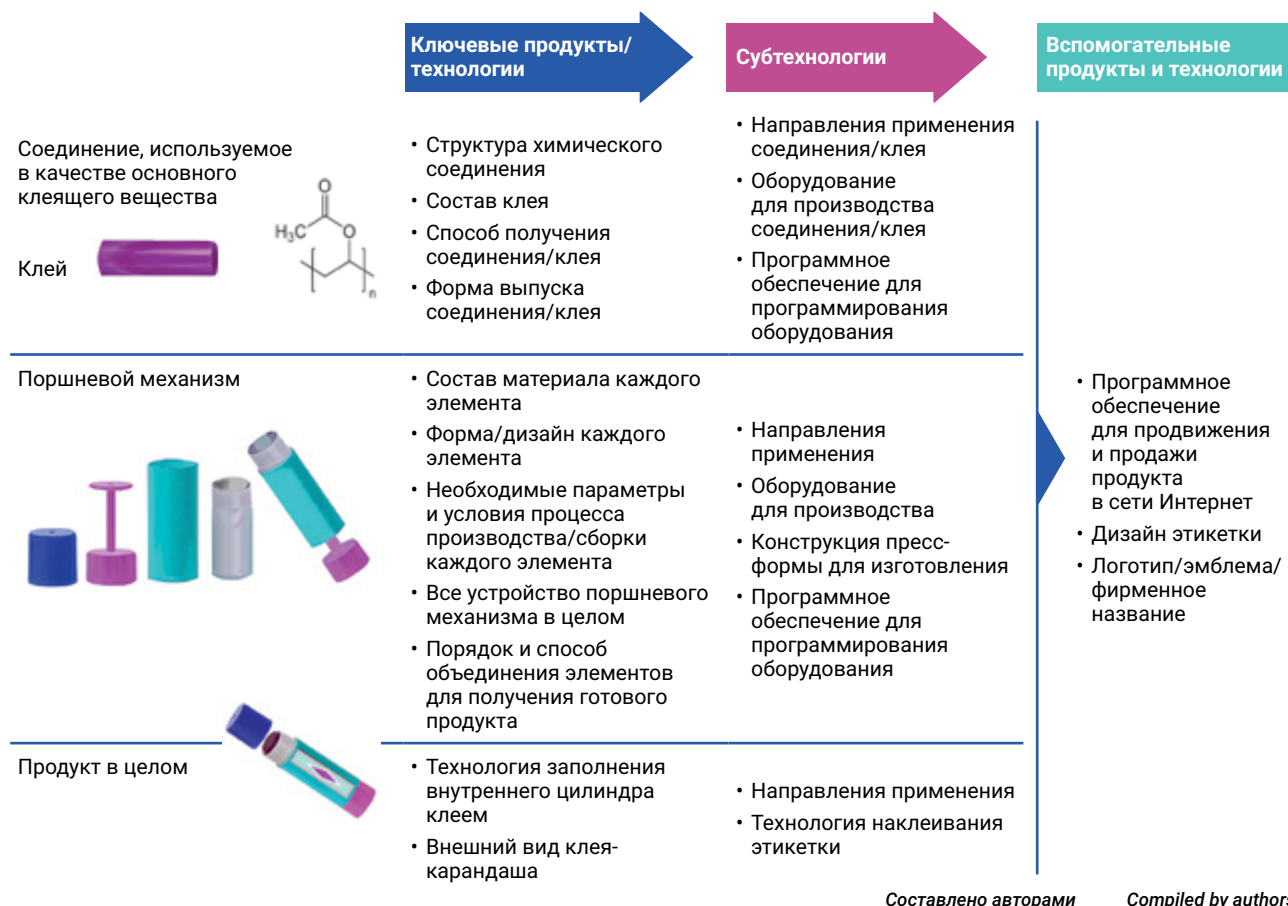 Ключевые продукты/
технологии
Субтехнологии
Вспомогательные
продукты и технологии
Соединение, используемое
в качестве основного
клеящего вещества
Клей
O
H₃C
O
n
• Структура химического
соединения
• Состав клея
• Способ получения
соединения/клея
• Форма выпуска
соединения/клея
• Направления применения
соединения/клея
• Оборудование
для производства
соединения/клея
• Программное
обеспечение для
программирования
оборудования
Поршневой механизм
• Состав материала каждого
элемента
• Форма/дизайн каждого
элемента
• Необходимые параметры
и условия процесса
производства/сборки
каждого элемента
• Все устройство поршневого
механизма в целом
• Порядок и способ
объединения элементов
для получения готового
продукта
• Направления
применения
• Оборудование
для производства
• Конструкция пресс-
формы для изготовления
• Программное
обеспечение для
программирования
оборудования
• Программное
обеспечение
для продвижения
и продажи
продукта
в сети Интернет
• Дизайн этикетки
• Логотип/эмблема/
фирменное
название
Продукт в целом
• Технология заполнения
внутреннего цилиндра
клеем
• Внешний вид клея-
карандаша
• Направления применения
• Технология наклеивания
этикетки
Составлено авторами Compiled by authors